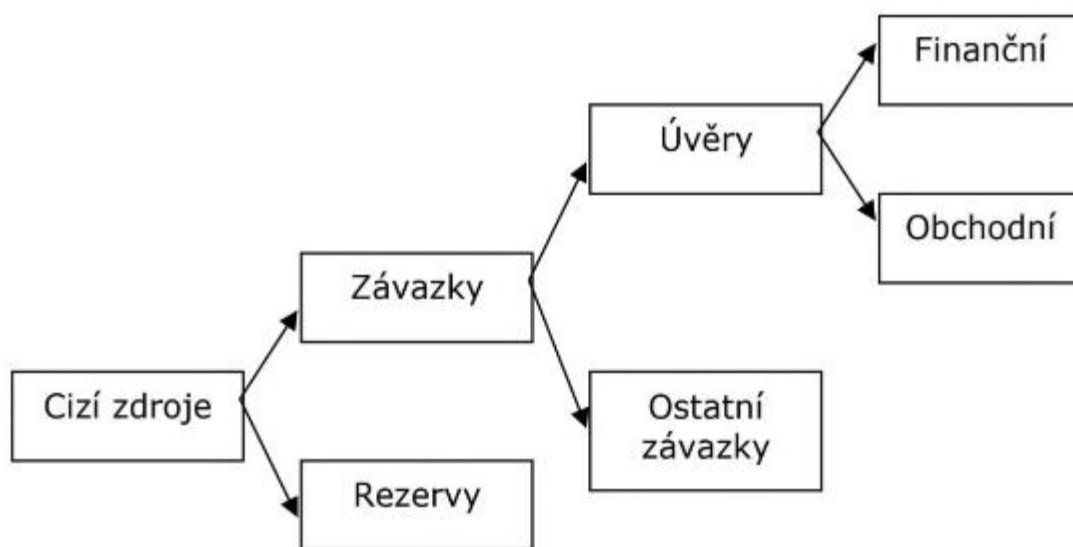 Finanční
Úvěry
Obchodní
Závazky
Cizí zdroje
Ostatní
závazky
Rezervy